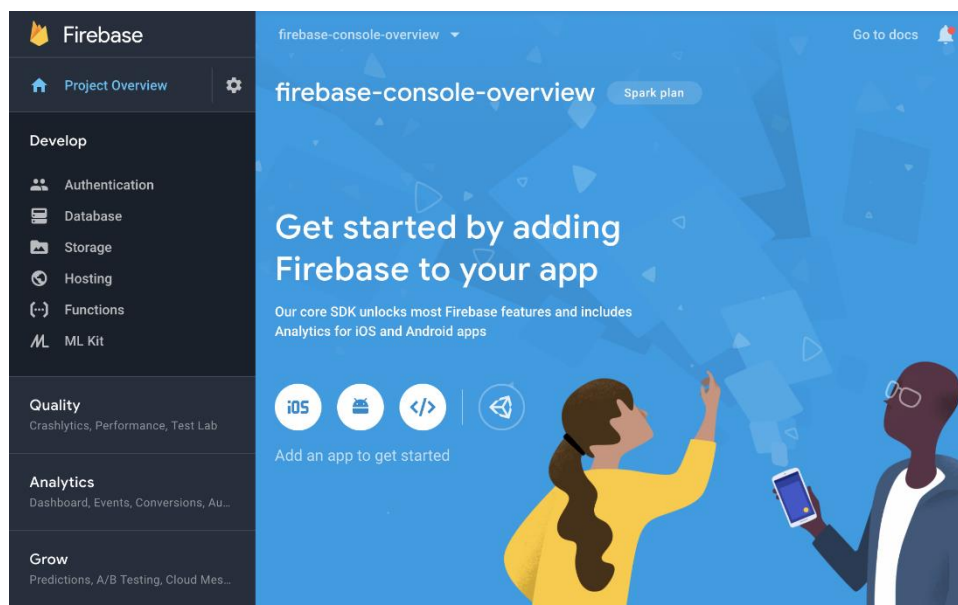 Firebase
Project Overview
Develop
Authentication
Database
Storage
Hosting
Functions
ML Kit
Quality
Crashlytics, Performance, Test Lab
Analytics
Dashboard, Events, Conversions, Au...
Grow
Predictions, A/B Testing, Cloud Mes...
firebase-console-overview
Go to docs
firebase-console-overview Spark plan
Get started by adding
Firebase to your app
Our core SDK unlocks most Firebase features and includes
Analytics for iOS and Android apps
iOS
</>
Add an app to get started